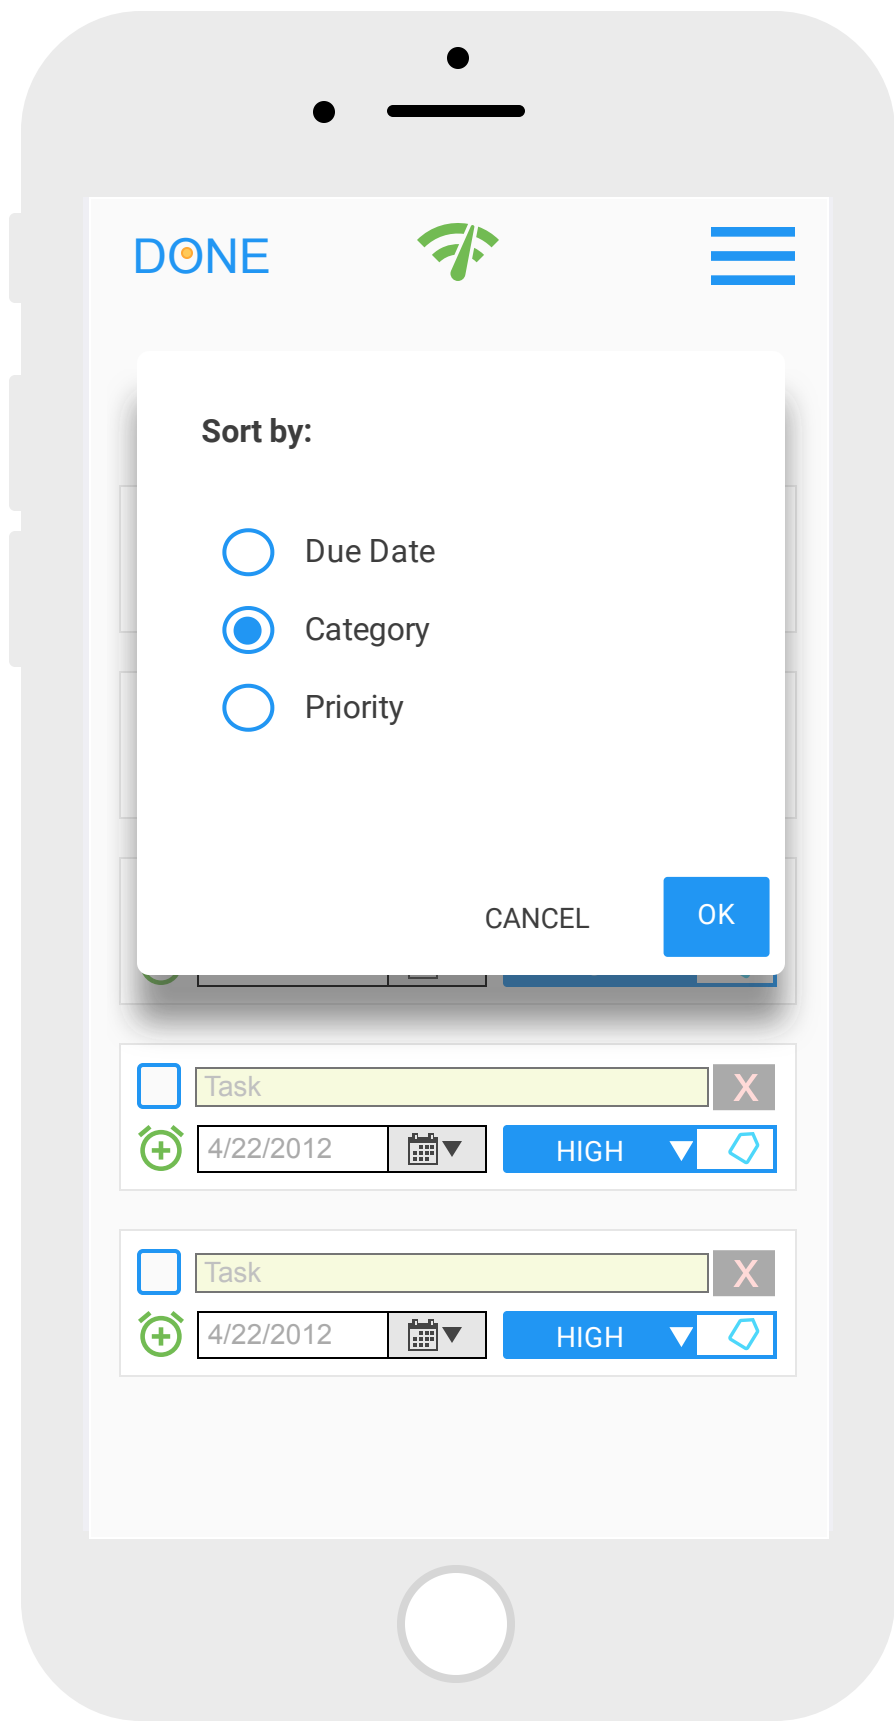 DONE
Sort by:
Due Date
Category
Priority
CANCEL OK
Task X
4/22/2012 HIGH
Task X
4/22/2012 HIGH